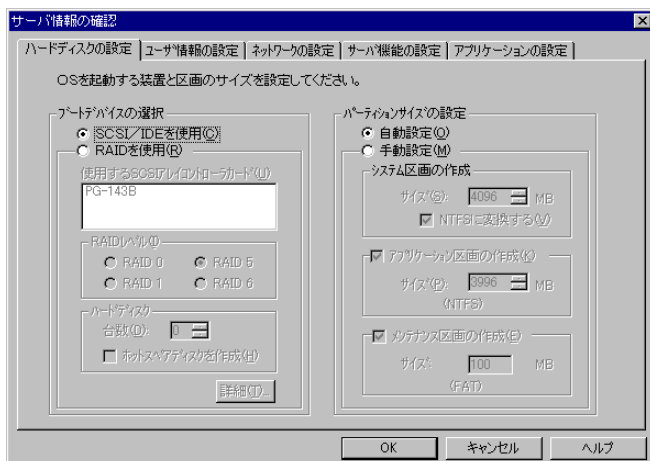 サーバ情報の確認
ハードディスクの設定
ユーザ情報の設定
ネットワークの設定
サーバ機能の設定
アプリケーションの設定
OSを起動する装置と区画のサイズを設定してください。
ブートデバイスの選択
SCSI/IDEを使用(C)
RAIDを使用(R)
使用するSCSIアレイコントローラカード(U)
PG-143B
RAIDレベル(I)
RAID 0
RAID 5
RAID 1
RAID 6
ハードディスク
台数(D):
0
ホットスペアディスクを作成(H)
詳細(T)...
パーティションサイズの設定
自動設定(O)
手動設定(M)
システム区画の作成
サイズ(S):
4096
MB
NTFSに変換する(V)
アプリケーション区画の作成(K)
サイズ(P):
3996
MB
(NTFS)
メンテナンス区画の作成(E)
サイズ:
100
MB
(FAT)
OK
キャンセル
ヘルプ